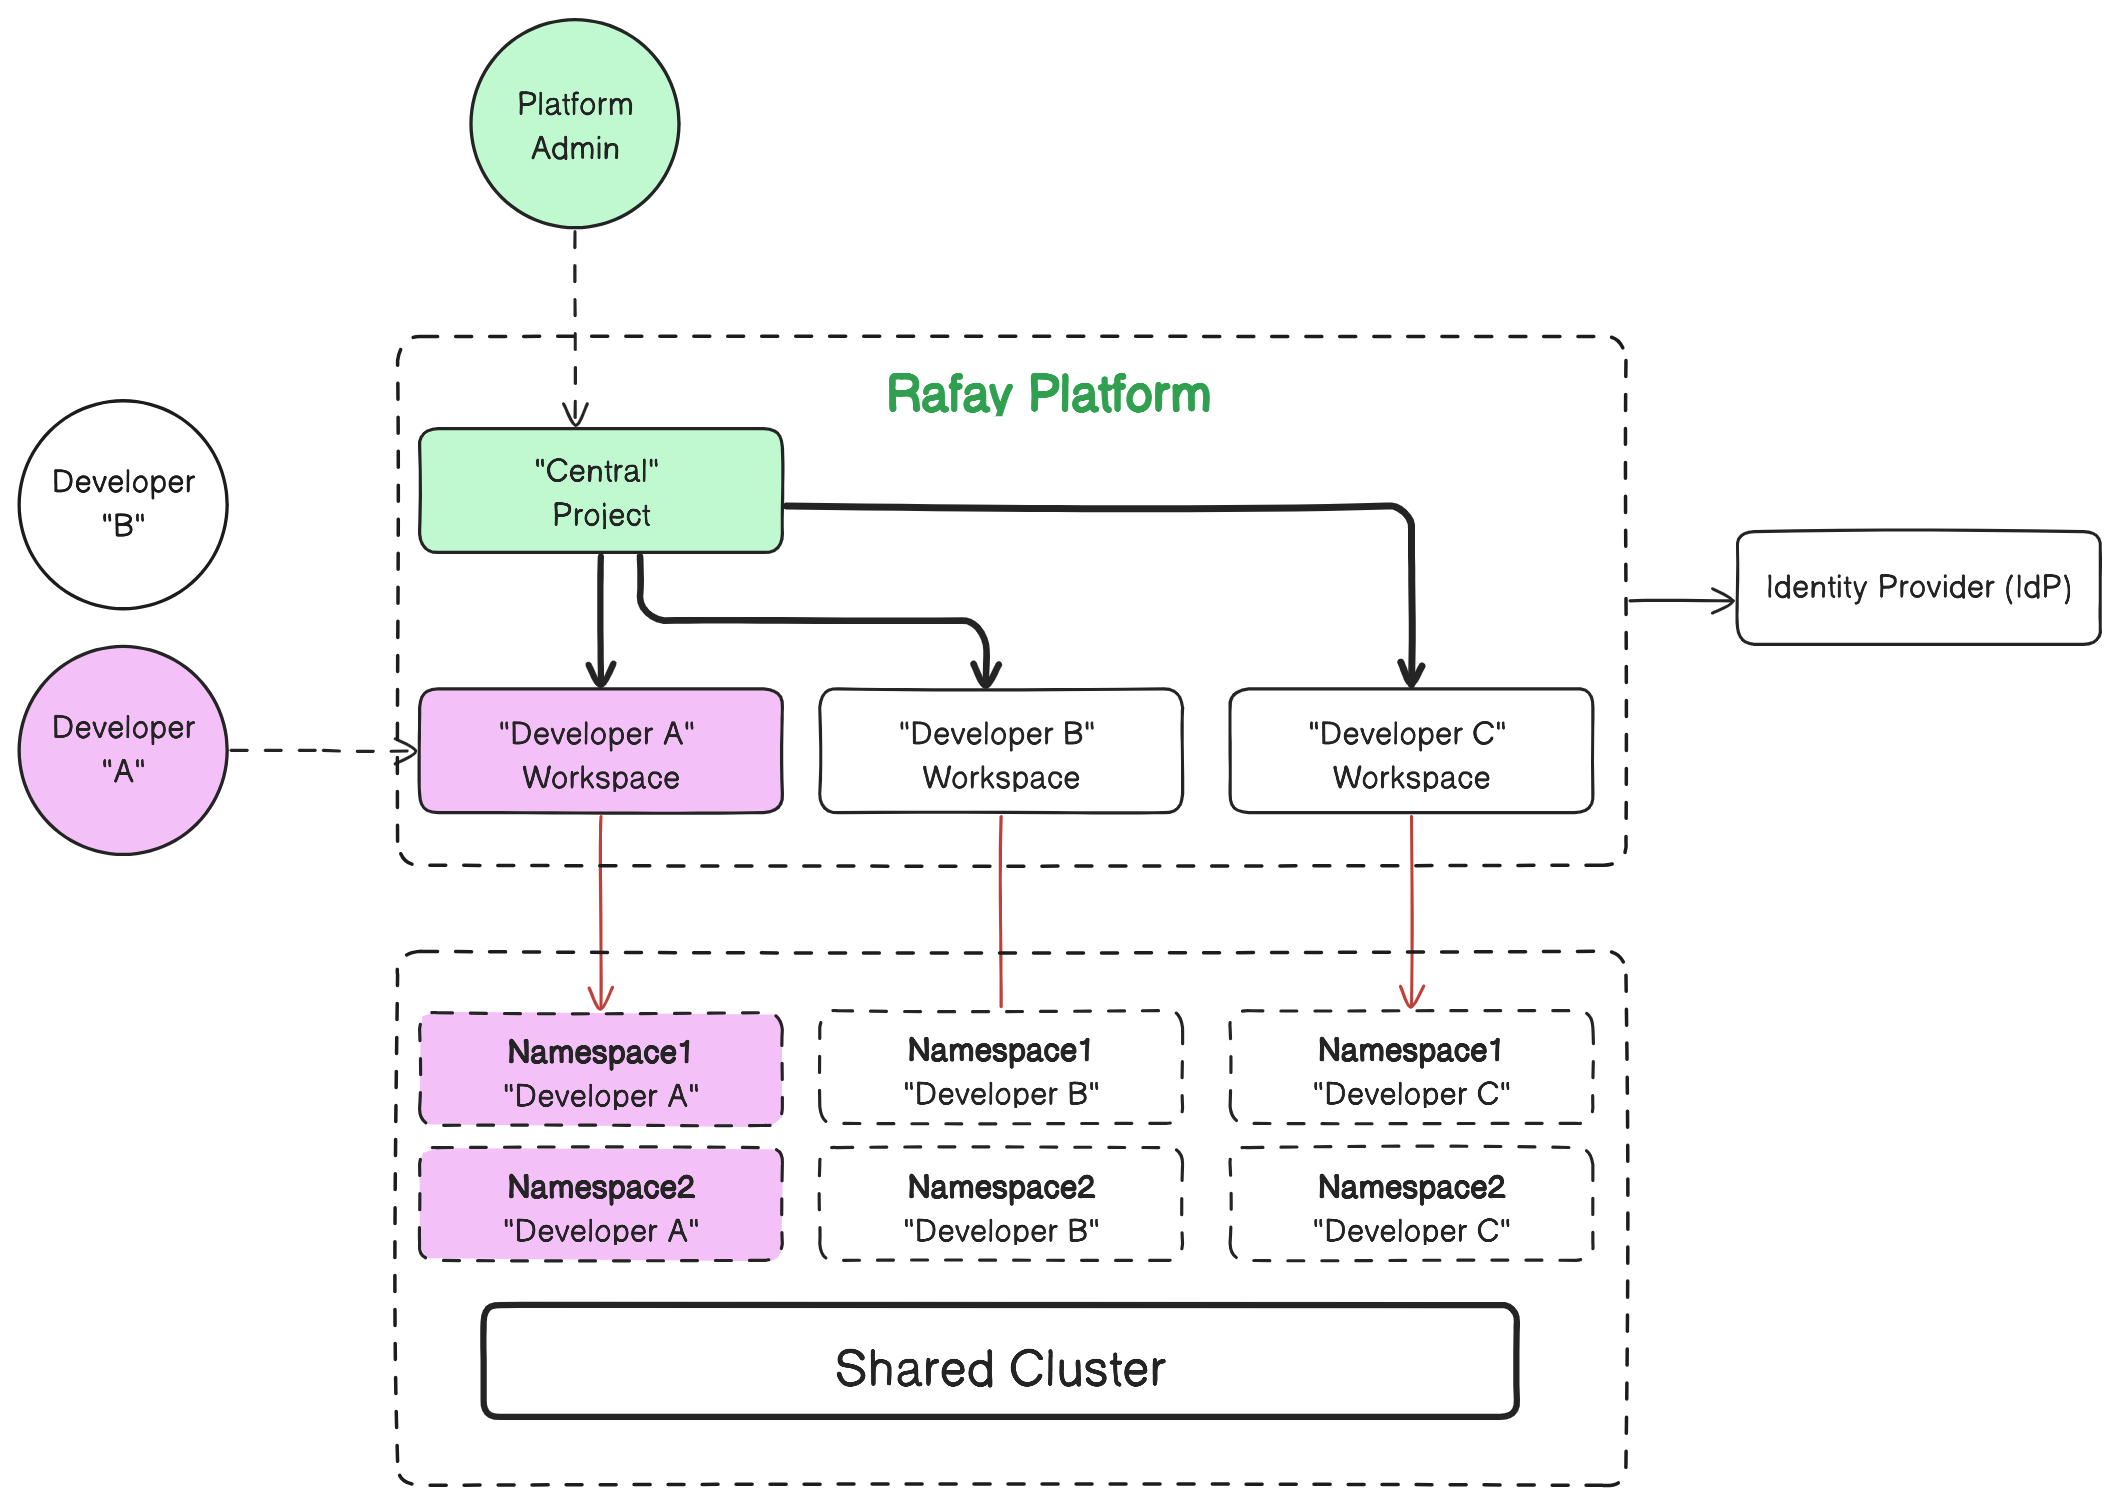 Platform
Admin
Rafay Platform
"Central"
Project
Developer
"B"
Identity Provider (IdP)
Developer
"A"
"Developer A"
Workspace
"Developer B"
Workspace
"Developer C"
Workspace
Namespace1
"Developer A"
Namespace1
"Developer B"
Namespace1
"Developer C"
Namespace2
"Developer A"
Namespace2
"Developer B"
Namespace2
"Developer C"
Shared Cluster